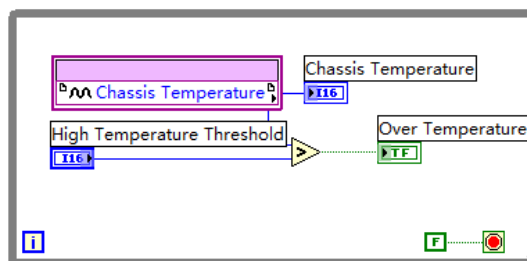 Chassis Temperature
Chassis Temperature
I16
High Temperature Threshold
I16
>
Over Temperature
TF
i
F